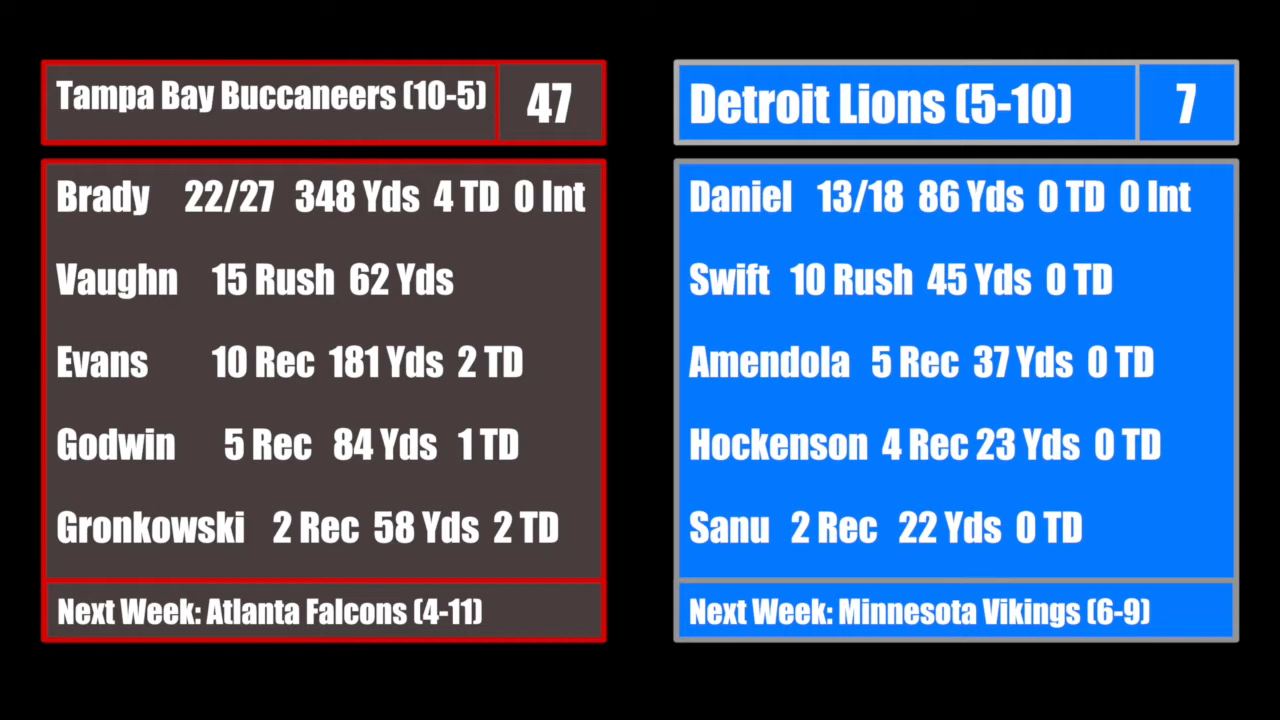 Tampa Bay Buccaneers (10-5) 47
Brady 22/27 348 Yds 4 TD 0 Int
Vaughn 15 Rush 62 Yds
Evans 10 Rec 181 Yds 2 TD
Godwin 5 Rec 84 Yds 1 TD
Gronkowski 2 Rec 58 Yds 2 TD
Next Week: Atlanta Falcons (4-11)
Detroit Lions (5-10) 7
Daniel 13/18 86 Yds 0 TD 0 Int
Swift 10 Rush 45 Yds 0 TD
Amendola 5 Rec 37 Yds 0 TD
Hockenson 4 Rec 23 Yds 0 TD
Sanu 2 Rec 22 Yds 0 TD
Next Week: Minnesota Vikings (6-9)